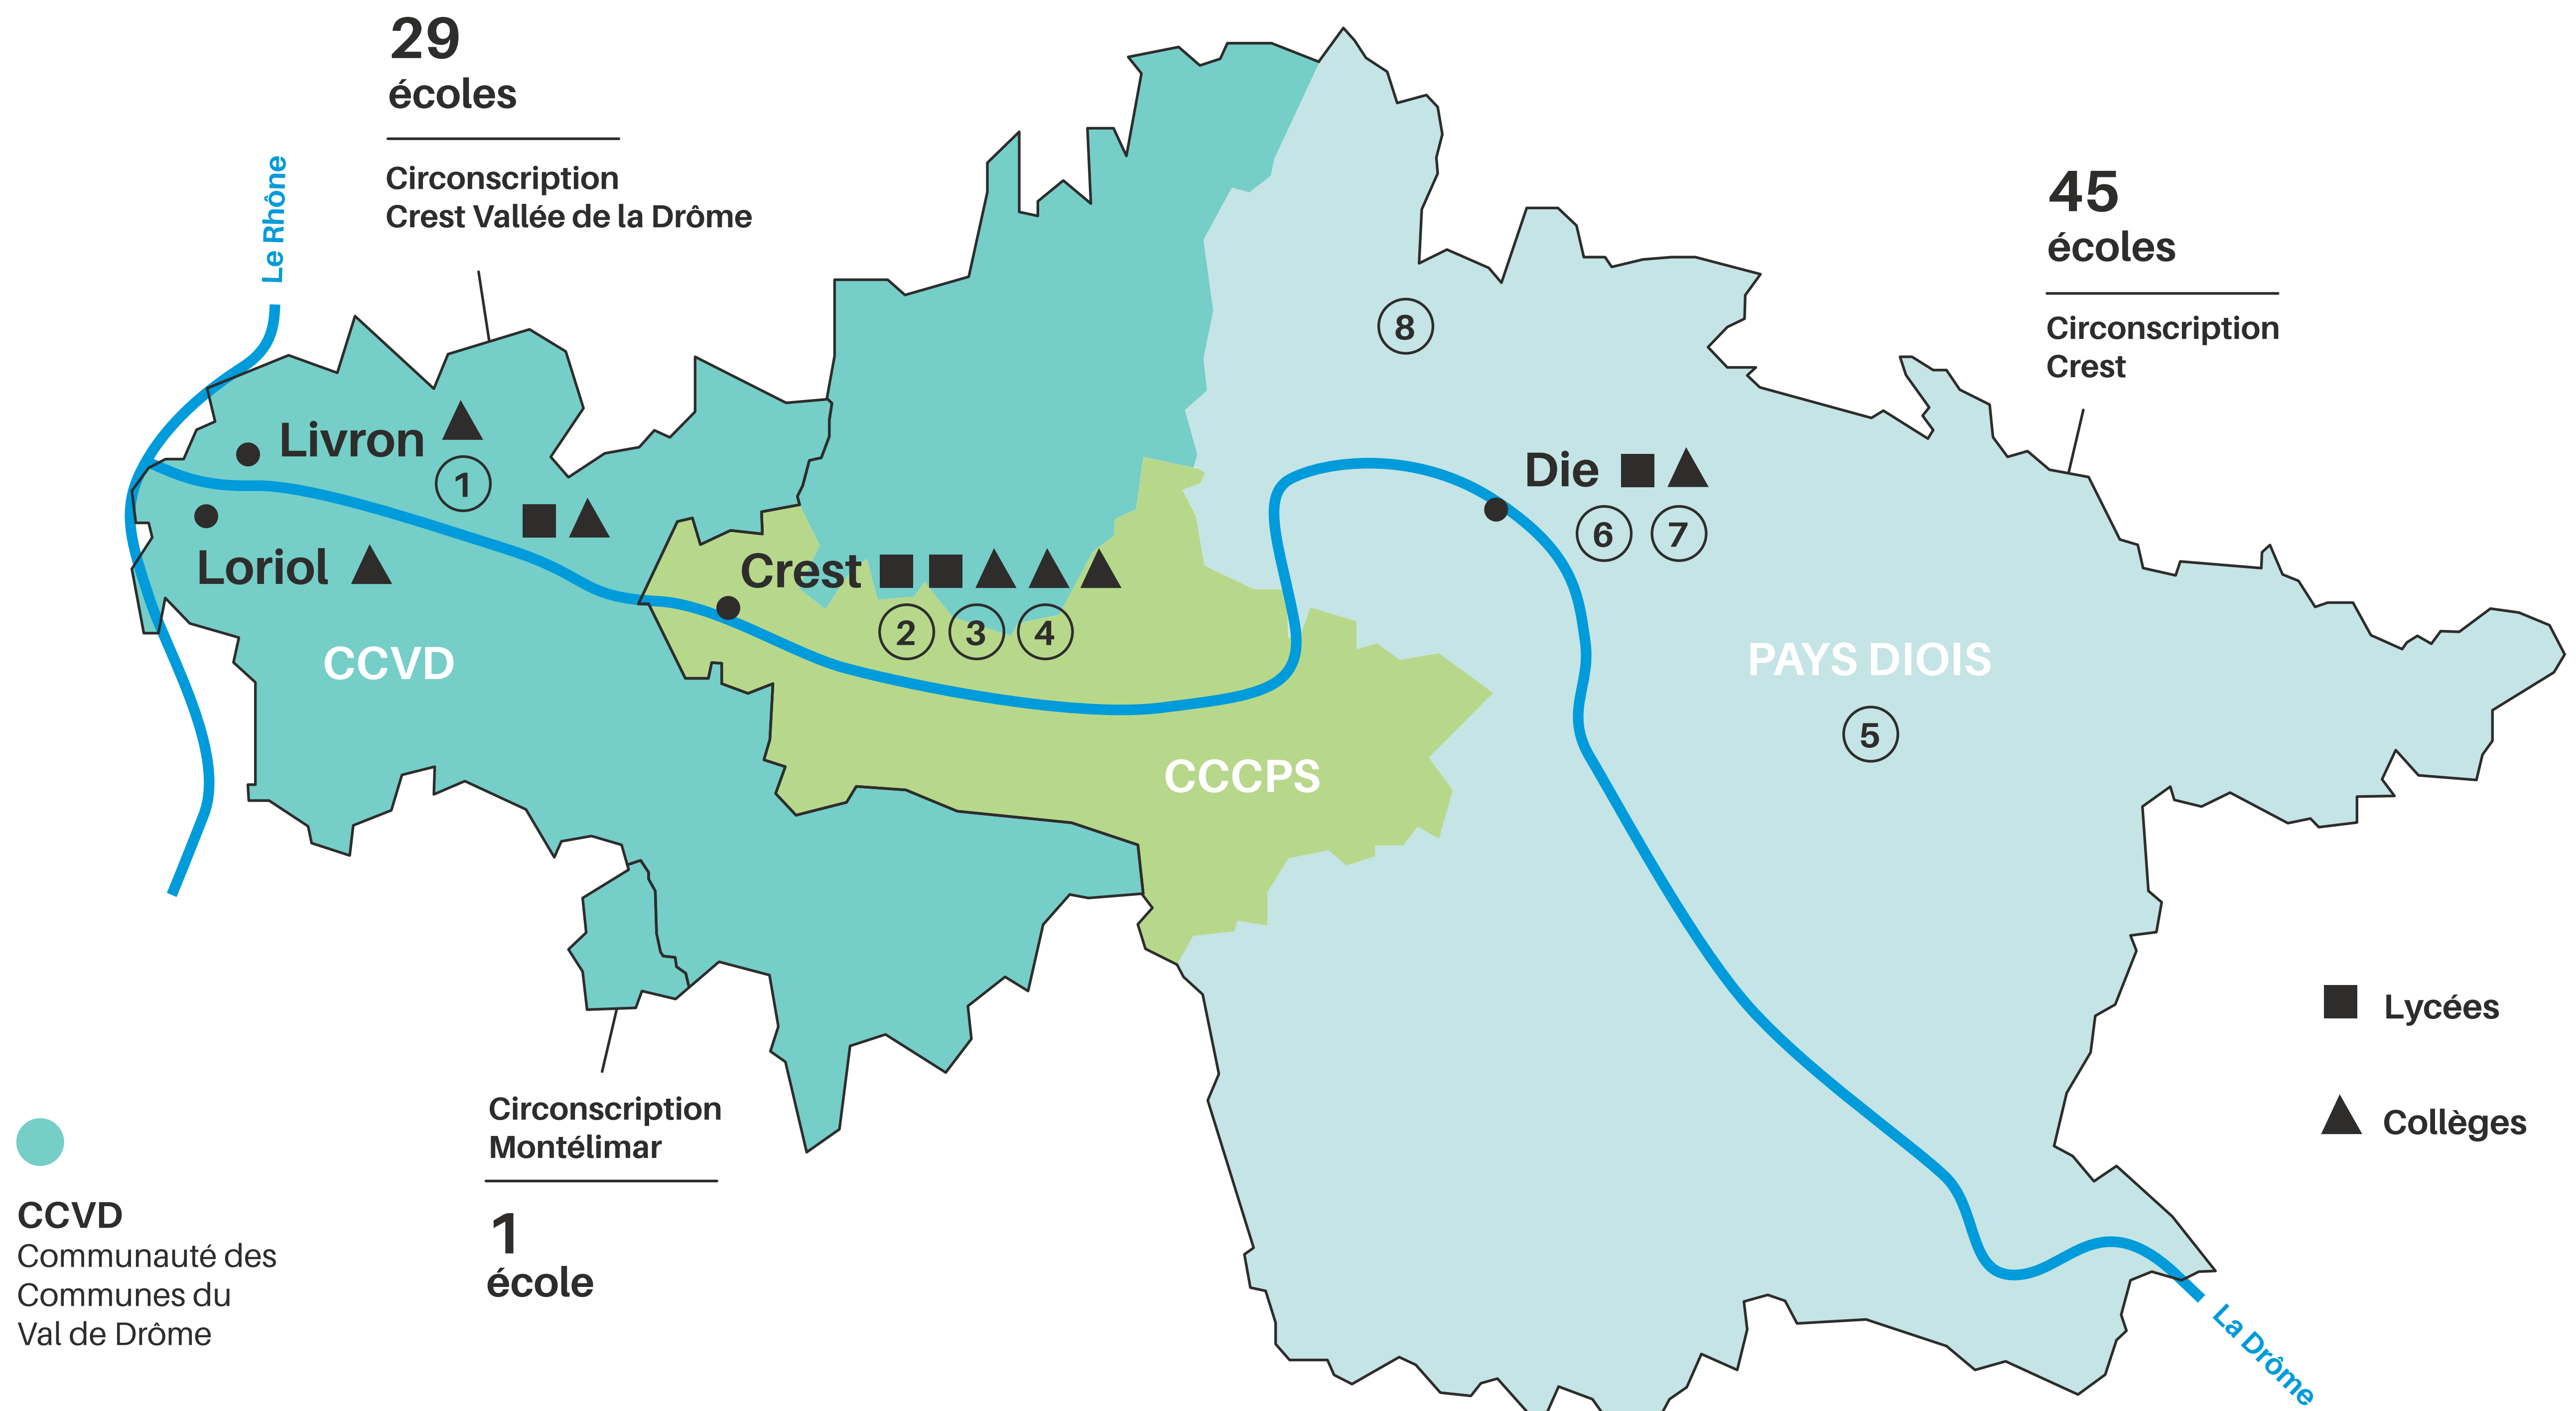 29
écoles
Circonscription
Crest Vallée de la Drôme
Le Rhône
45
écoles
Circonscription
Crest
8
Livron
1
Die
6 7
Loriol
Crest
2 3 4
CCVD
PAYS DIOIS
5
CCCPS
Lycées
Collèges
Circonscription
Montélimar
1
école
CCVD
Communauté des
Communes du
Val de Drôme
La Drôme